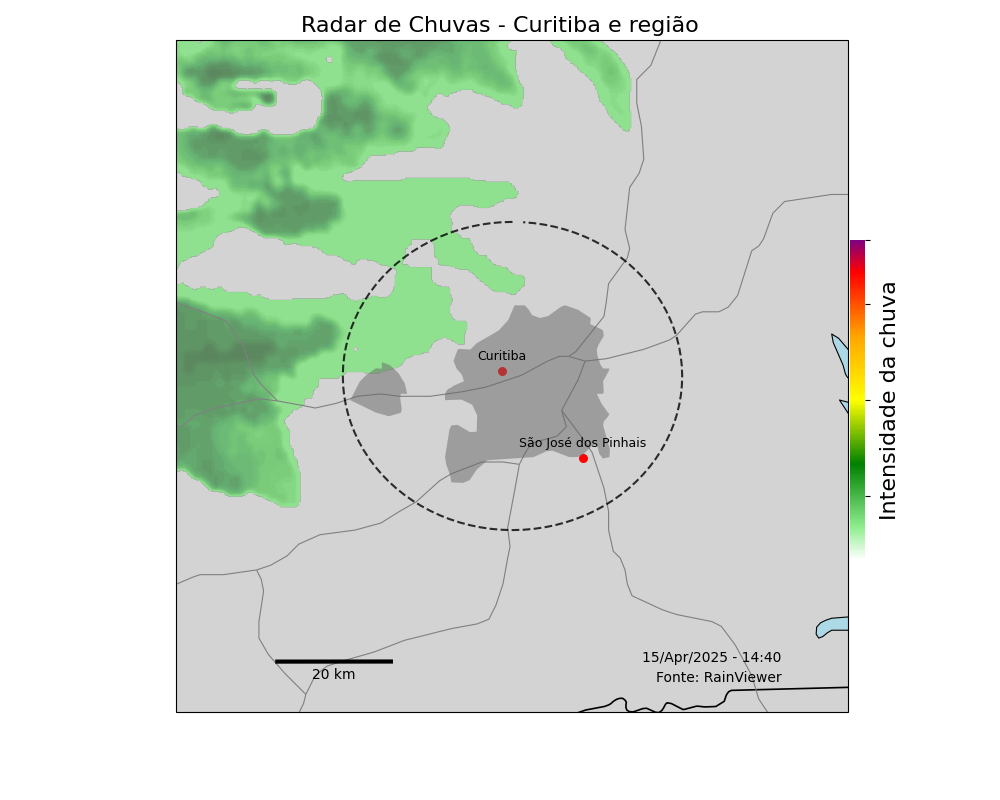 Radar de Chuvas - Curitiba e região
Curitiba
São José dos Pinhais
Intensidade da chuva
15/Apr/2025 - 14:40
Fonte: RainViewer
20 km